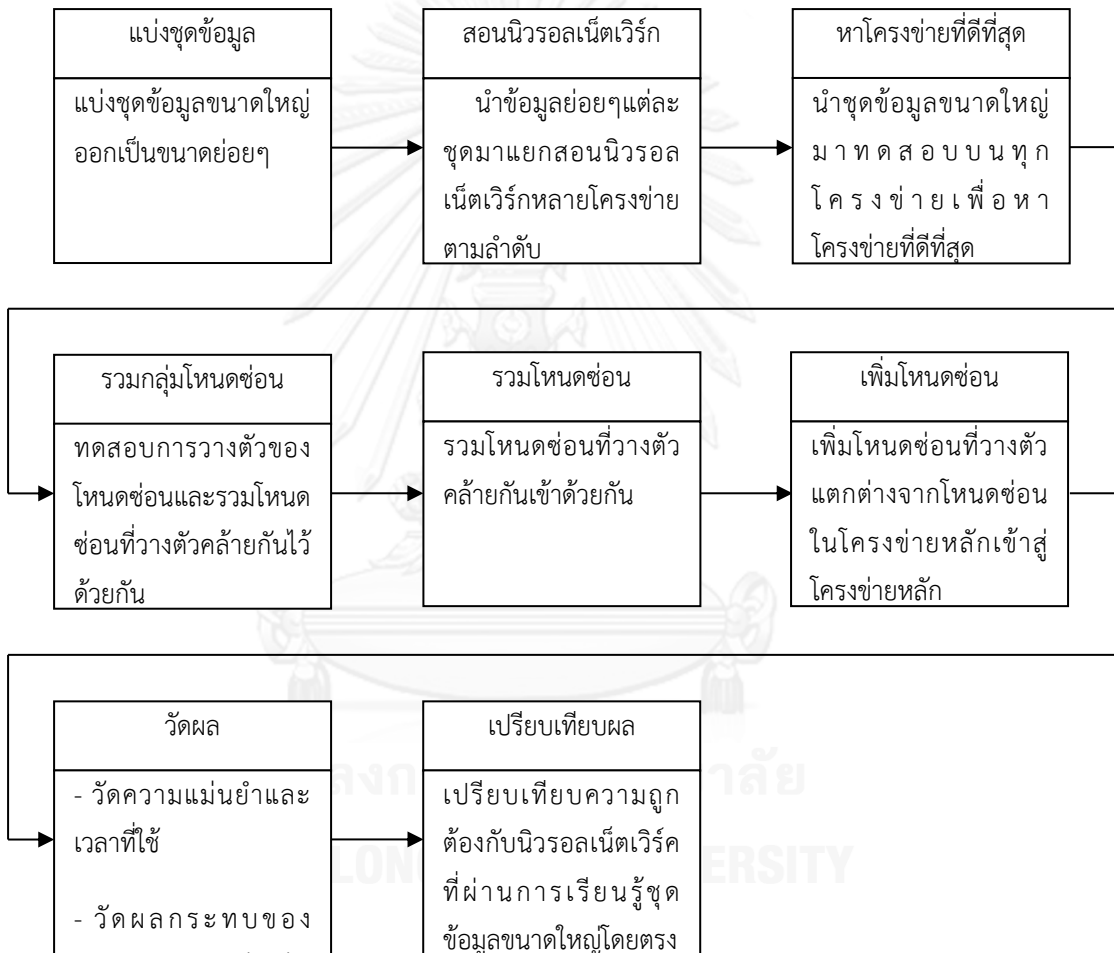 แบ่งชุดข้อมูล
แบ่งชุดข้อมูลขนาดใหญ่
ออกเป็นขนาดย่อยๆ
สอนนิวรอลเน็ตเวิร์ก
นำข้อมูลย่อยๆแต่ละ
ชุดมาแยกสอนนิวรอล
เน็ตเวิร์กหลายโครงข่าย
ตามลำดับ
หาโครงข่ายที่ดีที่สุด
นำชุดข้อมูลขนาดใหญ่
มาทดสอบบนทุก
โครงข่ายเพื่อหา
โครงข่ายที่ดีที่สุด
รวมกลุ่มโหนดซ่อน
ทดสอบการวางตัวของ
โหนดซ่อนและรวมโหนด
ซ่อนที่วางตัวคล้ายกันไว้
ด้วยกัน
รวมโหนดซ่อน
รวมโหนดซ่อนที่วางตัว
คล้ายกันเข้าด้วยกัน
เพิ่มโหนดซ่อน
เพิ่มโหนดซ่อนที่วางตัว
แตกต่างจากโหนดซ่อน
ในโครงข่ายหลักเข้าสู่
โครงข่ายหลัก
วัดผล
- วัดความแม่นยำและ
เวลาที่ใช้
- วัดผลกระทบของ
เปรียบเทียบผล
เปรียบเทียบความถูก
ต้องกับนิวรอลเน็ตเวิร์ค
ที่ผ่านการเรียนรู้ชุด
ข้อมูลขนาดใหญ่โดยตรง